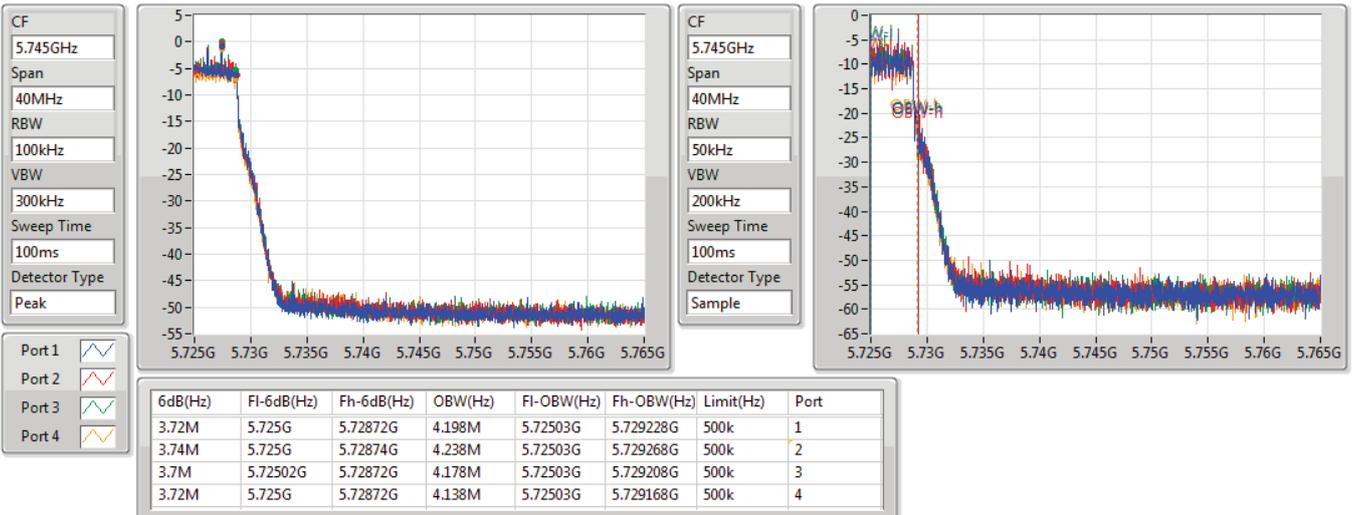 CF
5.745GHz
Span
40MHz
RBW
100kHz
VBW
300kHz
Sweep Time
100ms
Detector Type
Peak
5
0
-5
-10
-15
-20
-25
-30
-35
-40
-45
-50
-55
5.725G 5.73G 5.735G 5.74G 5.745G 5.75G 5.755G 5.76G 5.765G
CF
5.745GHz
Span
40MHz
RBW
50kHz
VBW
200kHz
Sweep Time
100ms
Detector Type
Sample
0
-5
-10
-15
-20
-25
-30
-35
-40
-45
-50
-55
-60
-65
OBW-h
5.725G 5.73G 5.735G 5.74G 5.745G 5.75G 5.755G 5.76G 5.765G
Port 1
Port 2
Port 3
Port 4
6dB(Hz) Fl-6dB(Hz) Fh-6dB(Hz) OBW(Hz) Fl-OBW(Hz) Fh-OBW(Hz) Limit(Hz) Port
3.72M 5.725G 5.72872G 4.198M 5.72503G 5.729228G 500k 1
3.74M 5.725G 5.72874G 4.238M 5.72503G 5.729268G 500k 2
3.7M 5.72502G 5.72872G 4.178M 5.72503G 5.729208G 500k 3
3.72M 5.725G 5.72872G 4.138M 5.72503G 5.729168G 500k 4